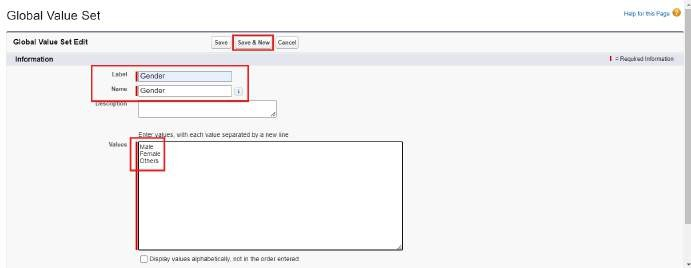 Global Value Set
Help for this Page ?
Global Value Set Edit
Save
Save & New
Cancel
Information
= Required Information
Label
Gender
Name
Gender
i
Description
Enter values, with each value separated by a new line
Values
Male
Female
Others
Display values alphabetically, not in the order entered